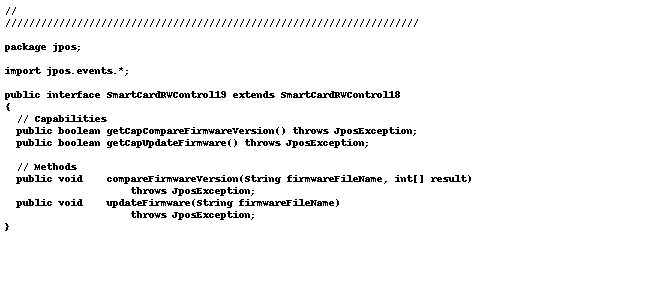 //
//////////////////////////////////////////////////////////////////////
package jpos;
import jpos.events.*;
public interface SmartCardRWControl19 extends SmartCardRWControl18
{
  // Capabilities
  public boolean getCapCompareFirmwareVersion() throws JposException;
  public boolean getCapUpdateFirmware() throws JposException;
  // Methods
  public void    compareFirmwareVersion(String firmwareFileName, int[] result)
                     throws JposException;
  public void    updateFirmware(String firmwareFileName)
                     throws JposException;
}